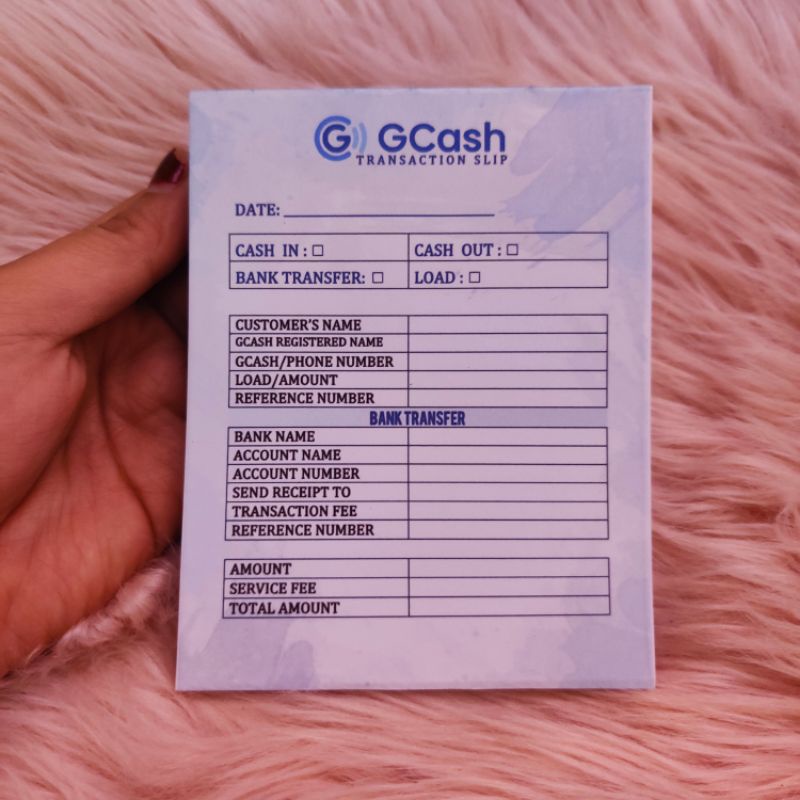 GCash
TRANSACTION SLIP
DATE:
CASH IN :
CASH OUT :
BANK TRANSFER:
LOAD :
CUSTOMER'S NAME
GCASH REGISTERED NAME
GCASH/PHONE NUMBER
LOAD/AMOUNT
REFERENCE NUMBER
BANK TRANSFER
BANK NAME
ACCOUNT NAME
ACCOUNT NUMBER
SEND RECEIPT TO
TRANSACTION FEE
REFERENCE NUMBER
AMOUNT
SERVICE FEE
TOTAL AMOUNT